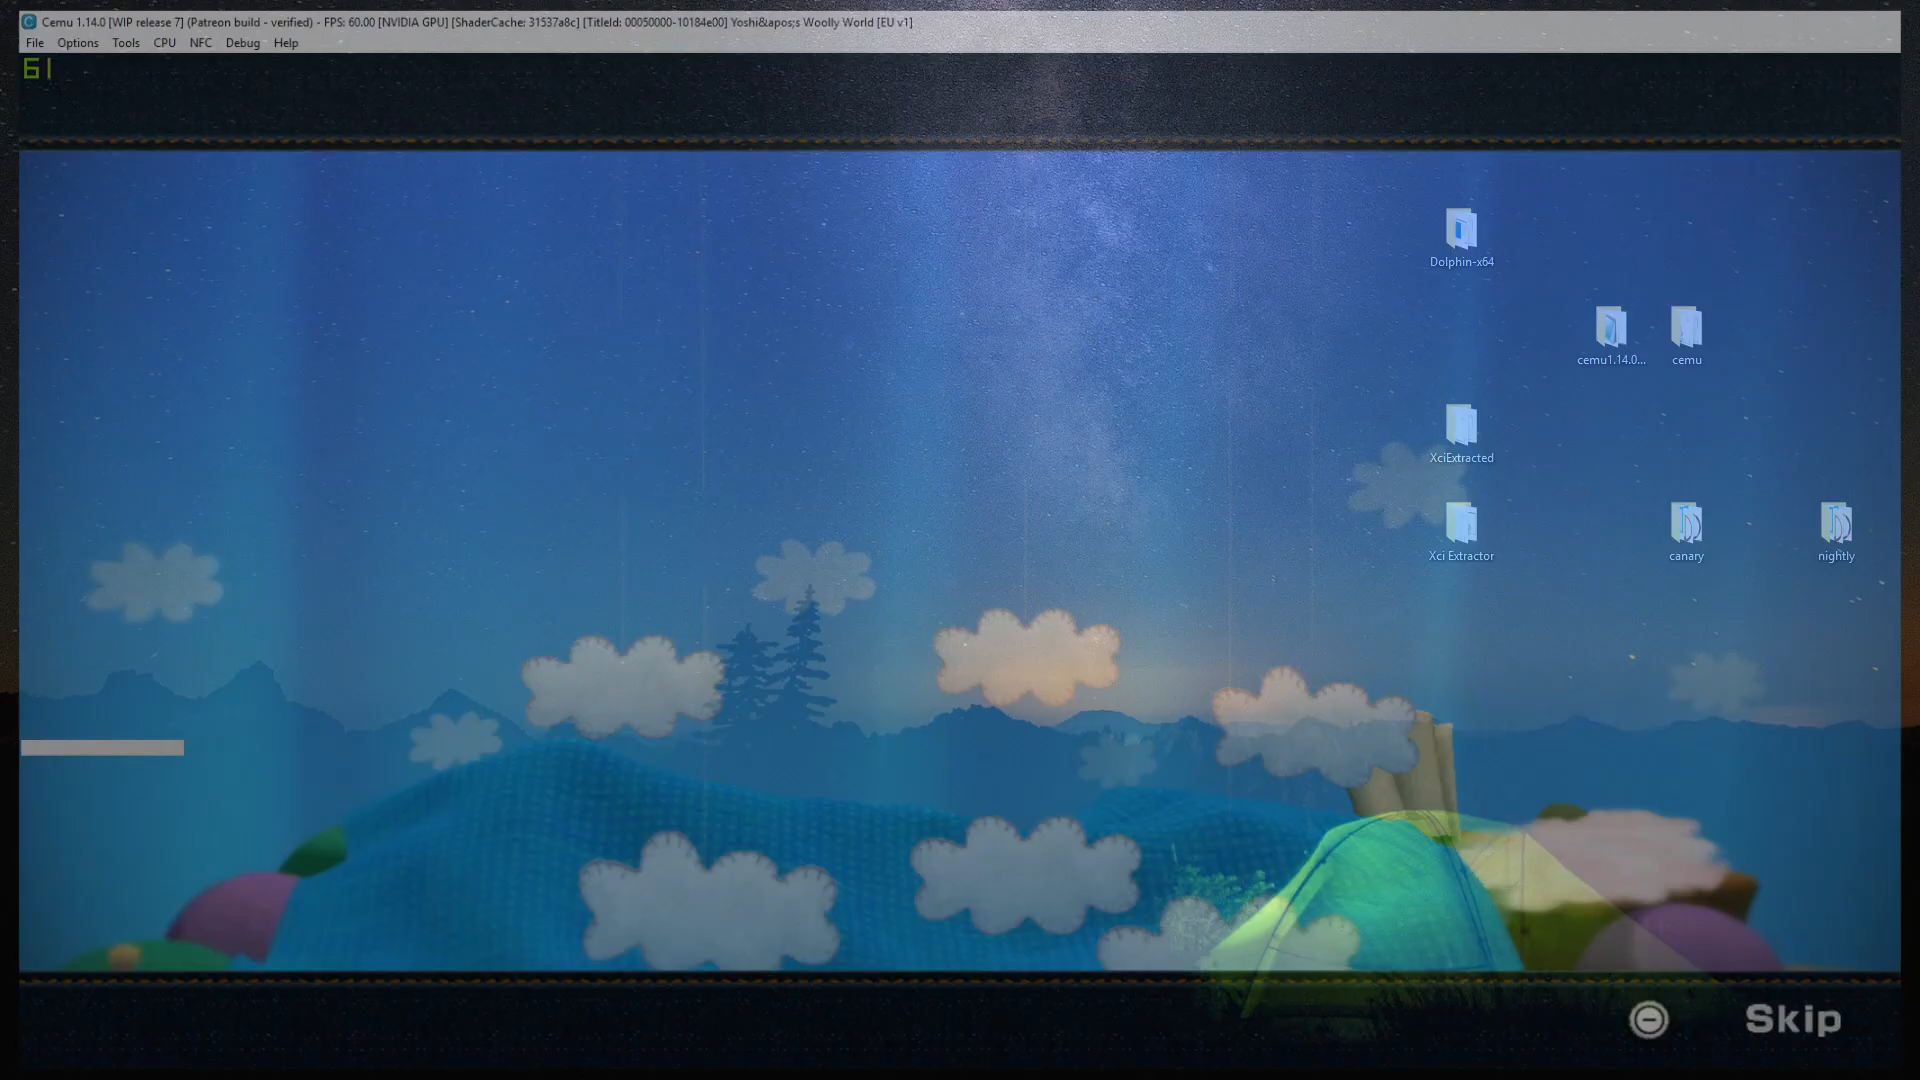 Cemu 1.14.0 [WIP release 7] (Patreon build - verified) - FPS: 60.00 [NVIDIA GPU] [ShaderCache: 31537a8c] [TitleId: 00050000-10184e00] Yoshi&apos;s Woolly World [EU v1]
File Options Tools CPU NFC Debug Help
61
Dolphin-x64
cemu1.14.0... cemu
XciExtracted
Xci Extractor canary nightly
Skip